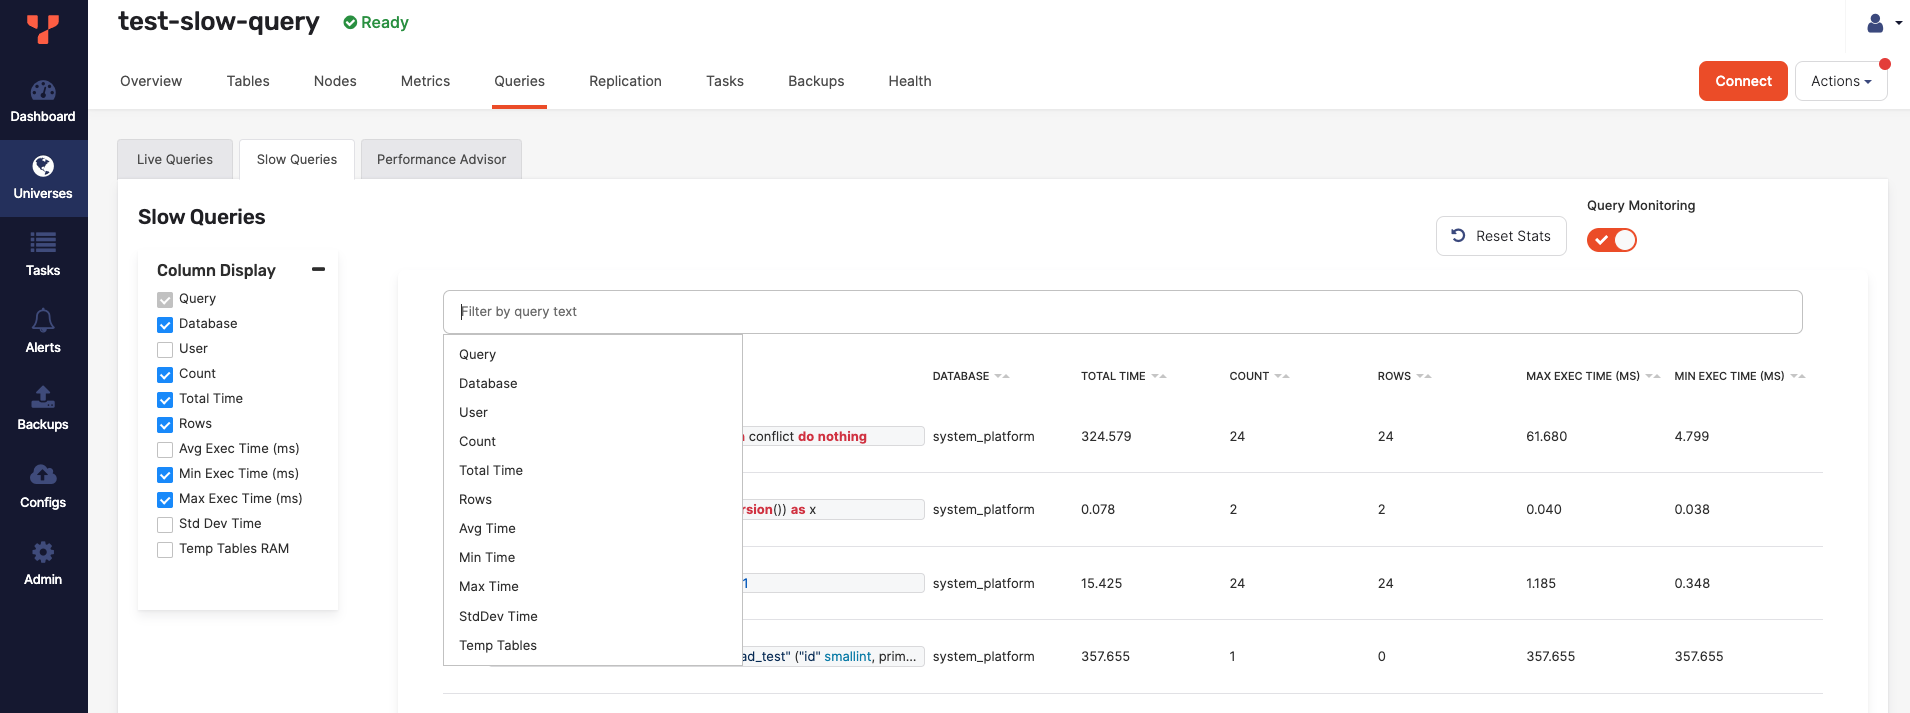 test-slow-query Ready
Overview Tables Nodes Metrics Queries Replication Tasks Backups Health Connect Actions
Dashboard
Universes
Tasks
Alerts
Backups
Configs
Admin
Live Queries Slow Queries Performance Advisor
Slow Queries
Query Monitoring
Reset Stats
Column Display
Query
Database
User
Count
Total Time
Rows
Avg Exec Time (ms)
Min Exec Time (ms)
Max Exec Time (ms)
Std Dev Time
Temp Tables RAM
Filter by query text
Query
Database
User
Count
Total Time
Rows
Avg Time
Min Time
Max Time
StdDev Time
Temp Tables
DATABASE TOTAL TIME COUNT ROWS MAX EXEC TIME (MS) MIN EXEC TIME (MS)
conflict do nothing system_platform 324.579 24 24 61.680 4.799
rsion()) as x system_platform 0.078 2 2 0.040 0.038
1 system_platform 15.425 24 24 1.185 0.348
ad_test" ("id" smallint, prim... system_platform 357.655 1 0 357.655 357.655